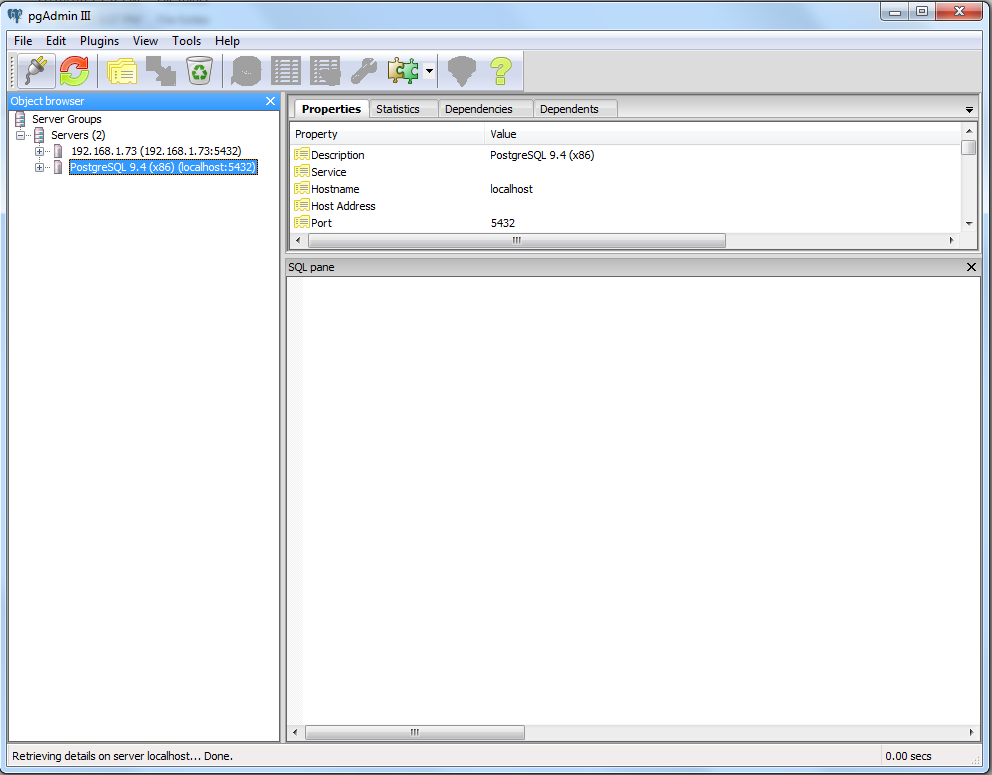 pgAdmin III
File Edit Plugins View Tools Help
Object browser
Server Groups
Servers (2)
192.168.1.73 (192.168.1.73:5432)
PostgreSQL 9.4 (x86) (localhost:5432)
Properties Statistics Dependencies Dependents
Property Value
Description PostgreSQL 9.4 (x86)
Service
Hostname localhost
Host Address
Port 5432
SQL pane
Retrieving details on server localhost... Done. 0.00 secs